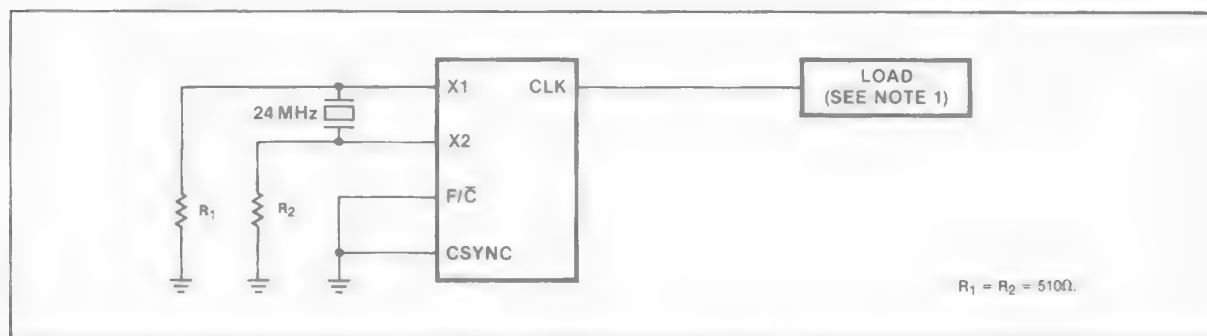 X1
CLK
LOAD
(SEE NOTE 1)
24 MHz
X2
R₁
R₂
F/C̅
CSYNC
R₁ = R₂ = 510Ω.